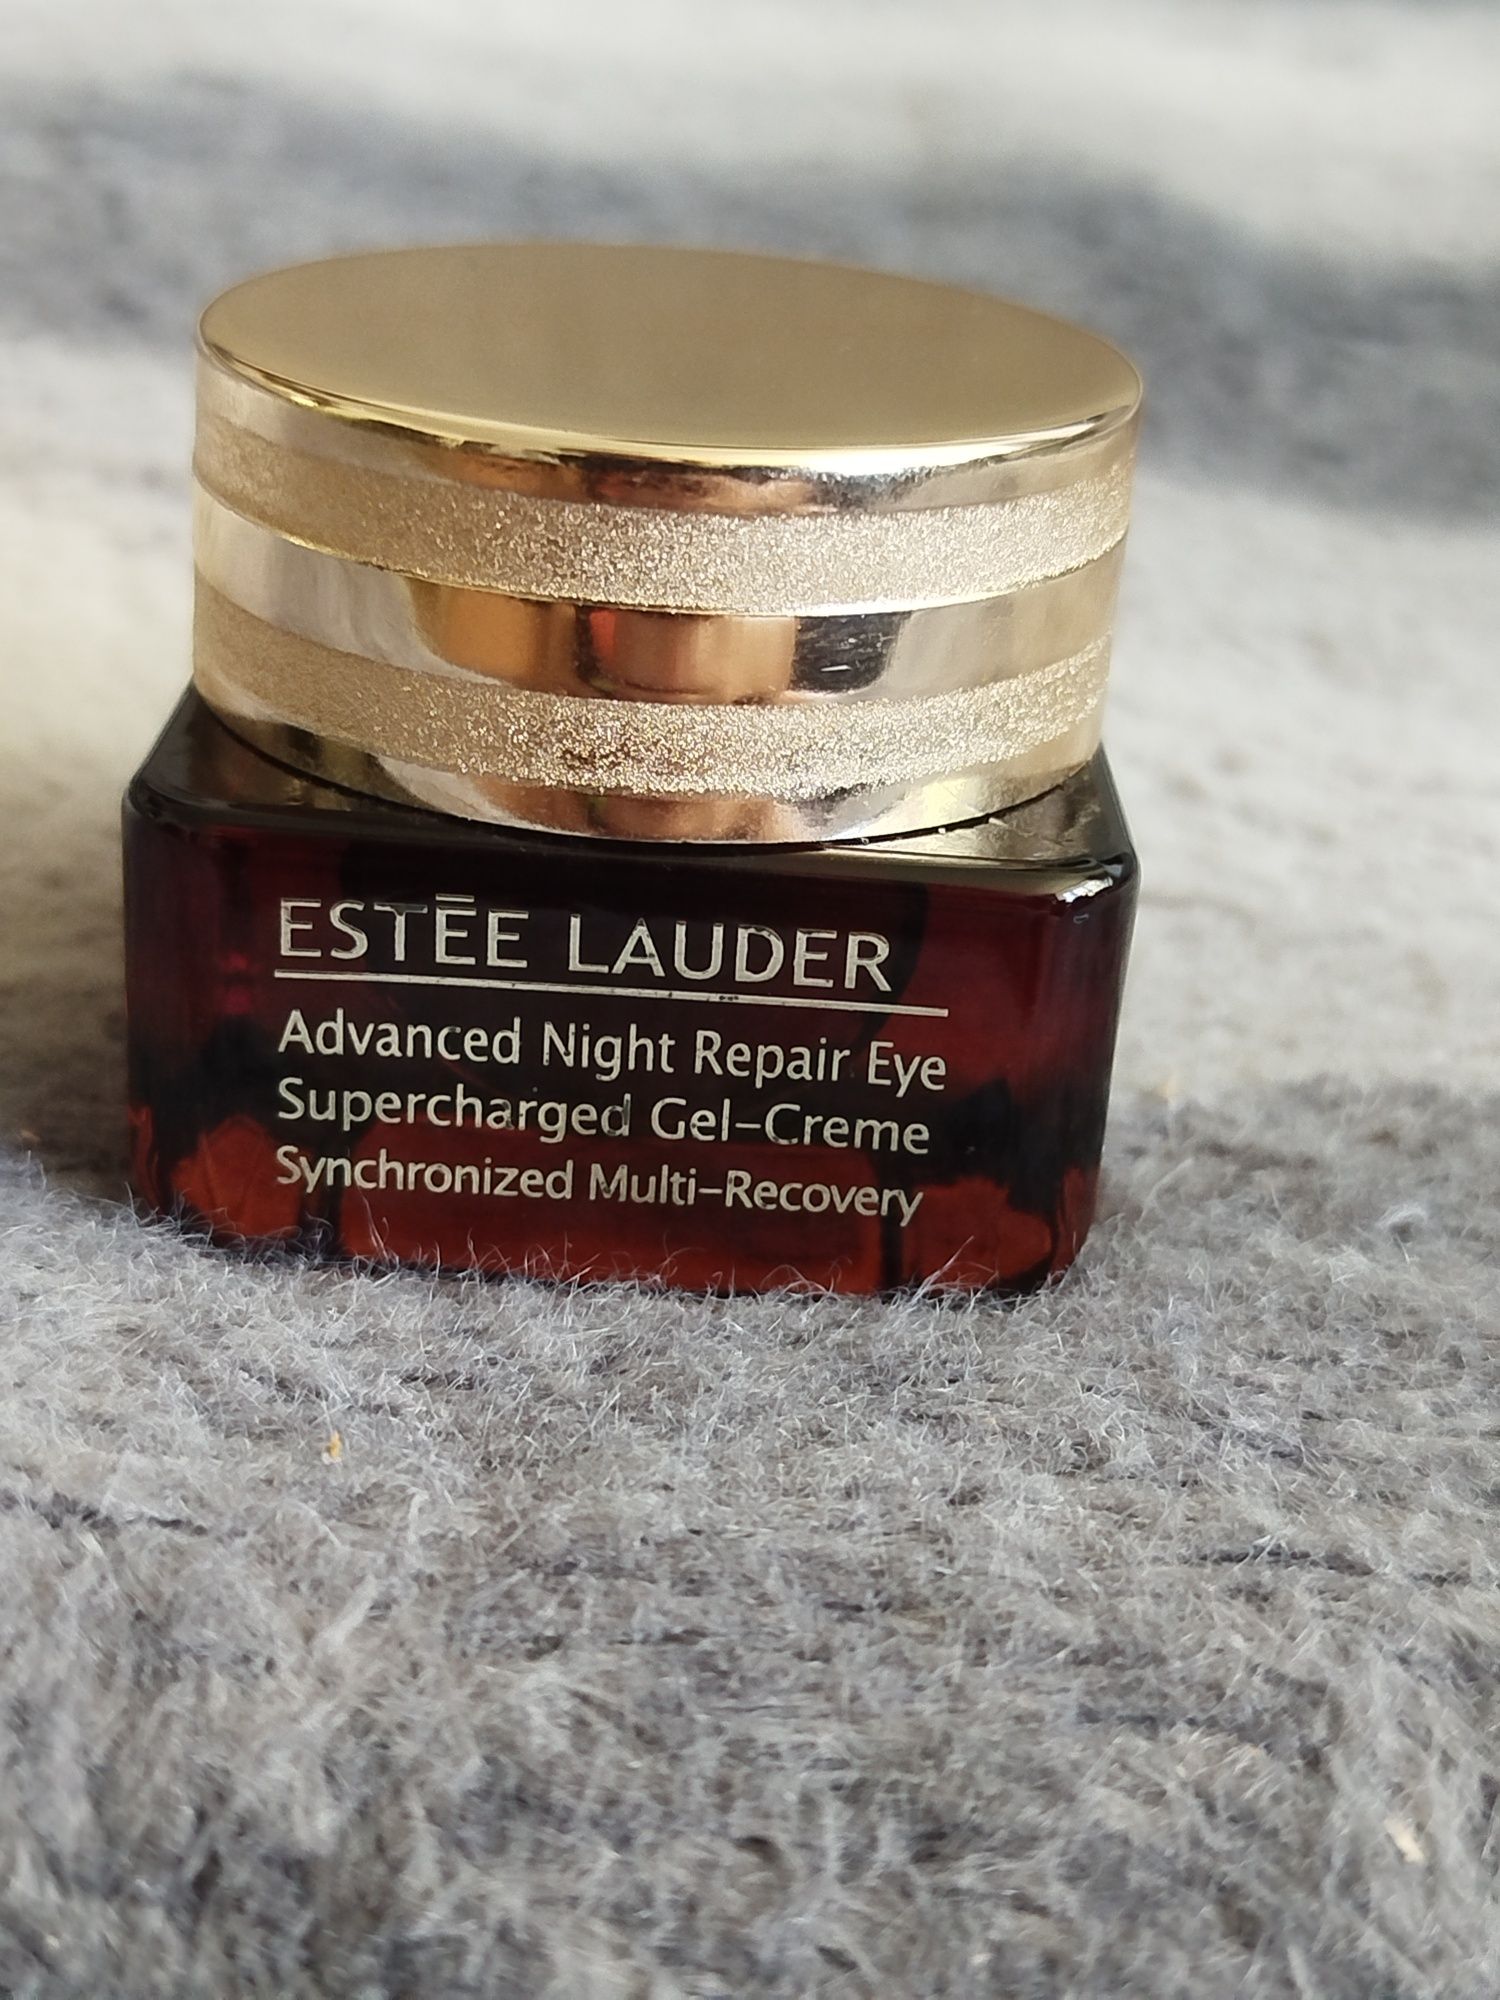 ESTĒE LAUDER
Advanced Night Repair Eye
Supercharged Gel-Creme
Synchronized Multi-Recovery